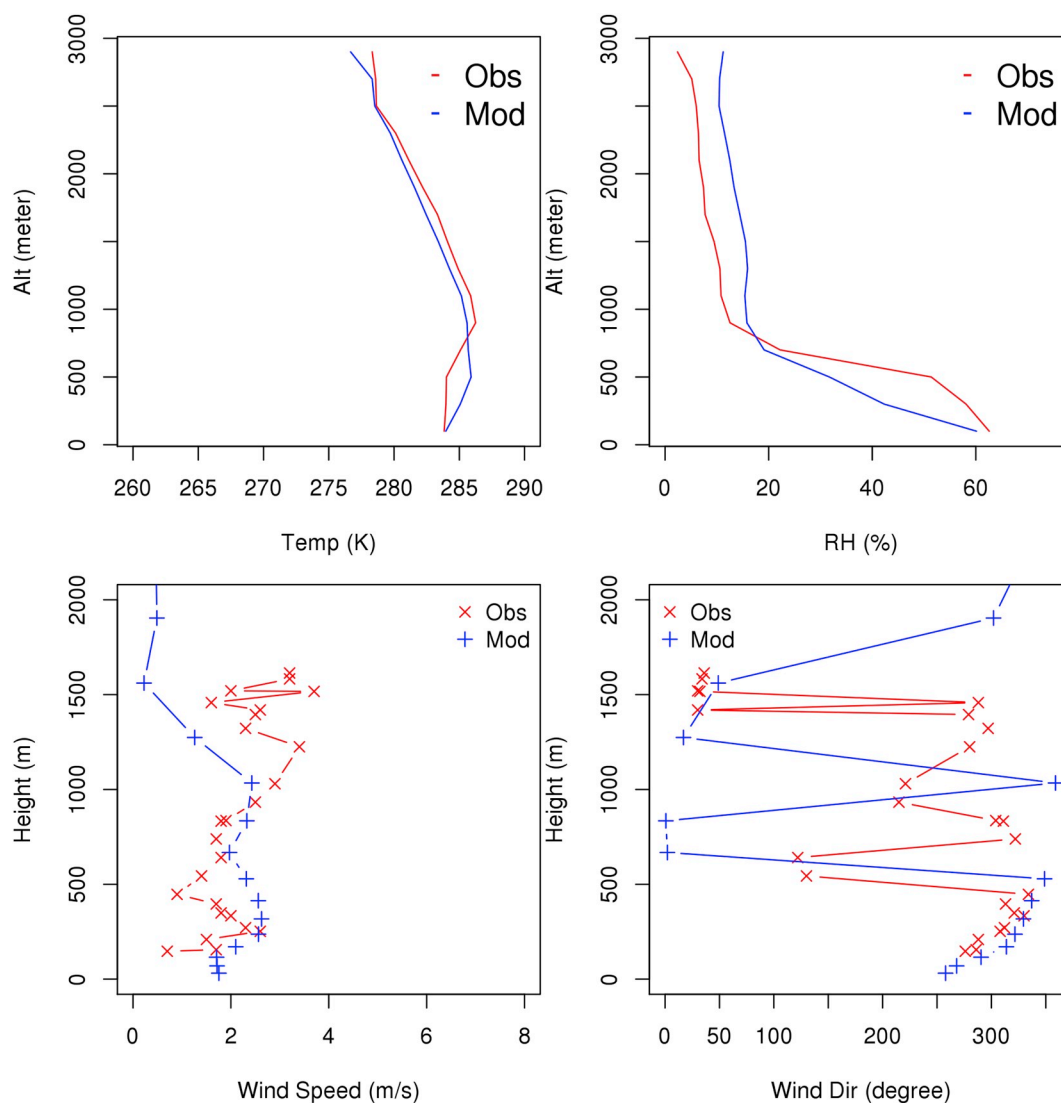 3000
2000
1000
500
0
Alt (meter)
Obs
Mod
260 265 270 275 280 285 290
Temp (K)
3000
2000
1000
500
0
Alt (meter)
Obs
Mod
0 20 40 60
RH (%)
2000
1500
1000
500
0
Height (m)
Obs
Mod
0 2 4 6 8
Wind Speed (m/s)
2000
1500
1000
500
0
Height (m)
Obs
Mod
0 50 100 200 300
Wind Dir (degree)